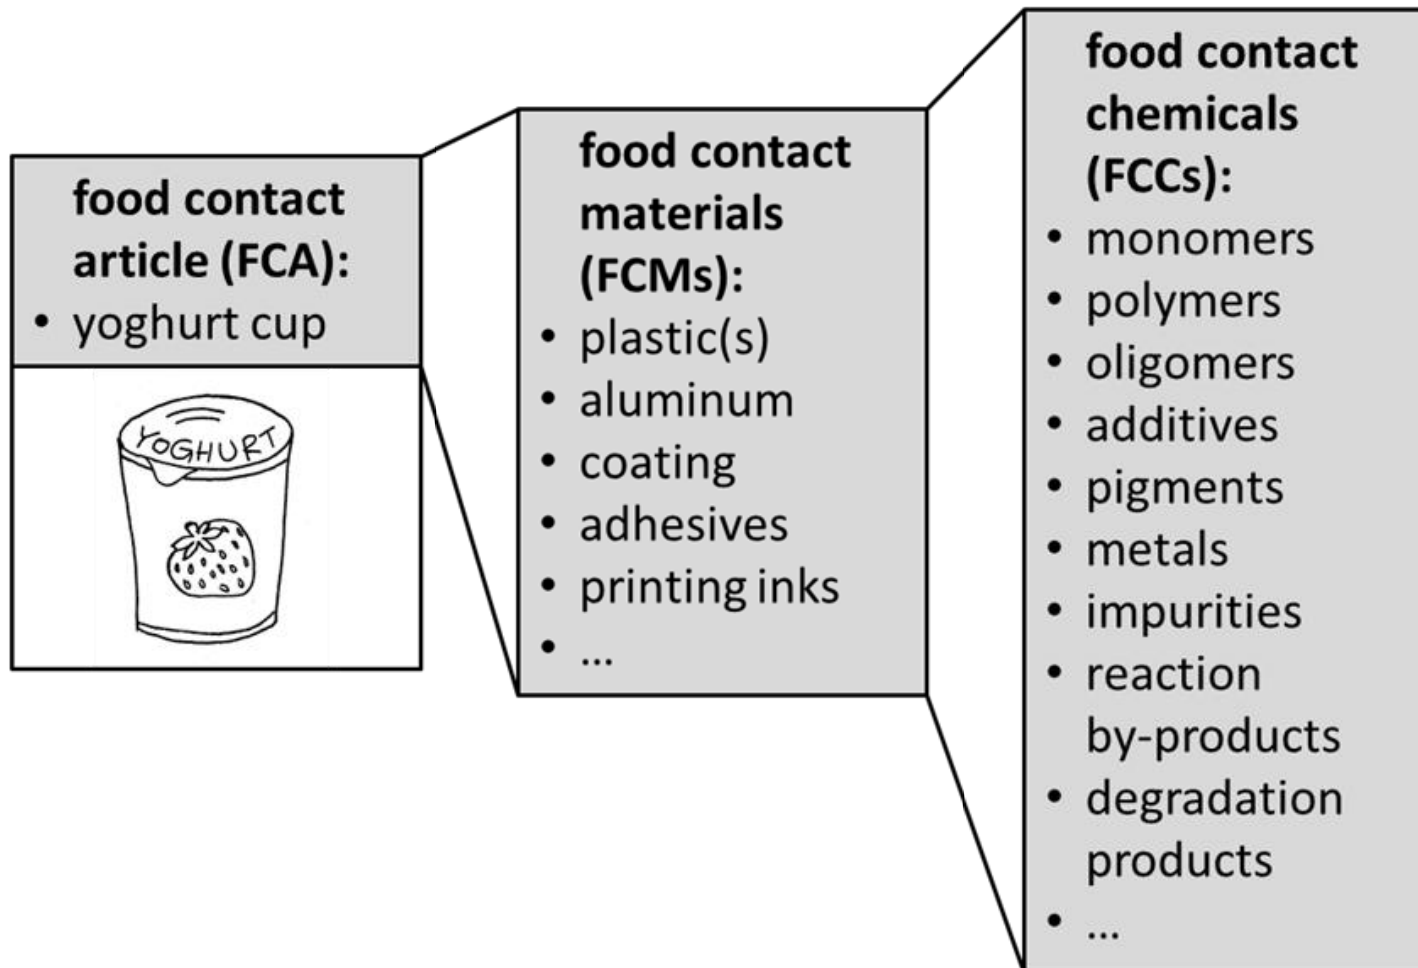 food contact
article (FCA):
• yoghurt cup
YOGHURT
food contact
materials
(FCMs):
• plastic(s)
• aluminum
• coating
• adhesives
• printing inks
• ...
food contact
chemicals
(FCCs):
• monomers
• polymers
• oligomers
• additives
• pigments
• metals
• impurities
• reaction
by-products
• degradation
products
• ...